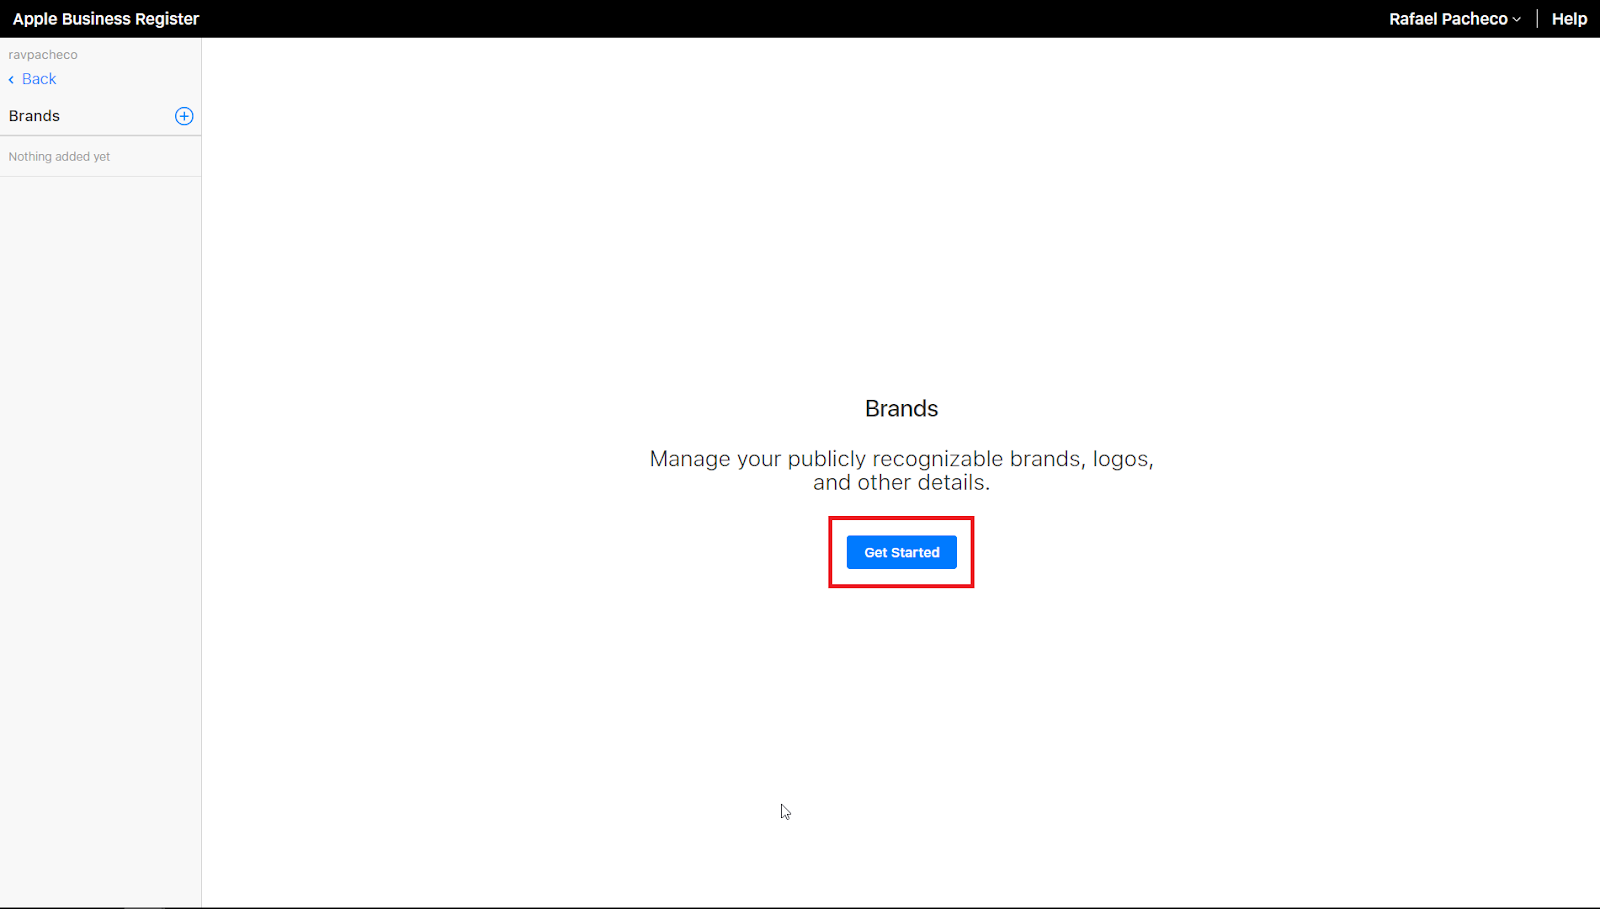 Apple Business Register
Rafael Pacheco
Help
ravpacheco
Back
Brands
Nothing added yet
Brands
Manage your publicly recognizable brands, logos,
and other details.
Get Started